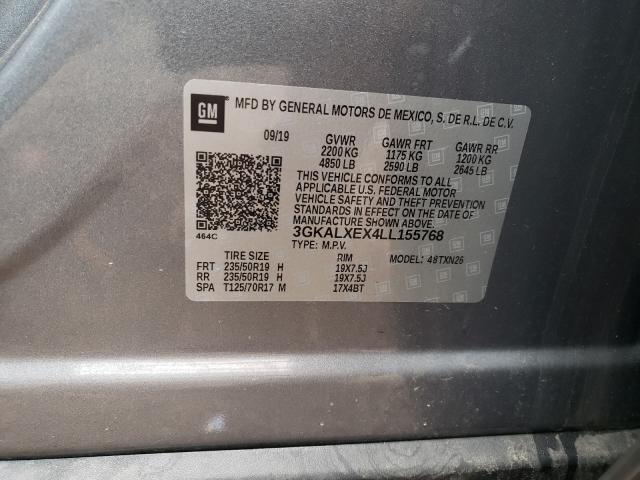 GM MFD BY GENERAL MOTORS DE MEXICO, S. DE R.L. DE C.V.
09/19 GVWR GAWR FRT GAWR RR
2200 KG 1175 KG 1200 KG
4850 LB 2590 LB 2645 LB
THIS VEHICLE CONFORMS TO ALL
APPLICABLE U.S. FEDERAL MOTOR
VEHICLE SAFETY AND THEFT PREVENTION
STANDARDS IN EFFECT ON THE DATE OF
MANUFACTURE SHOWN ABOVE.
464C 3GKALXEX4LL155768
TYPE: M.P.V.
TIRE SIZE RIM MODEL: 48TXN26
FRT 235/50R19 H 19X7.5J
RR 235/50R19 H 19X7.5J
SPA T125/70R17 M 17X4BT